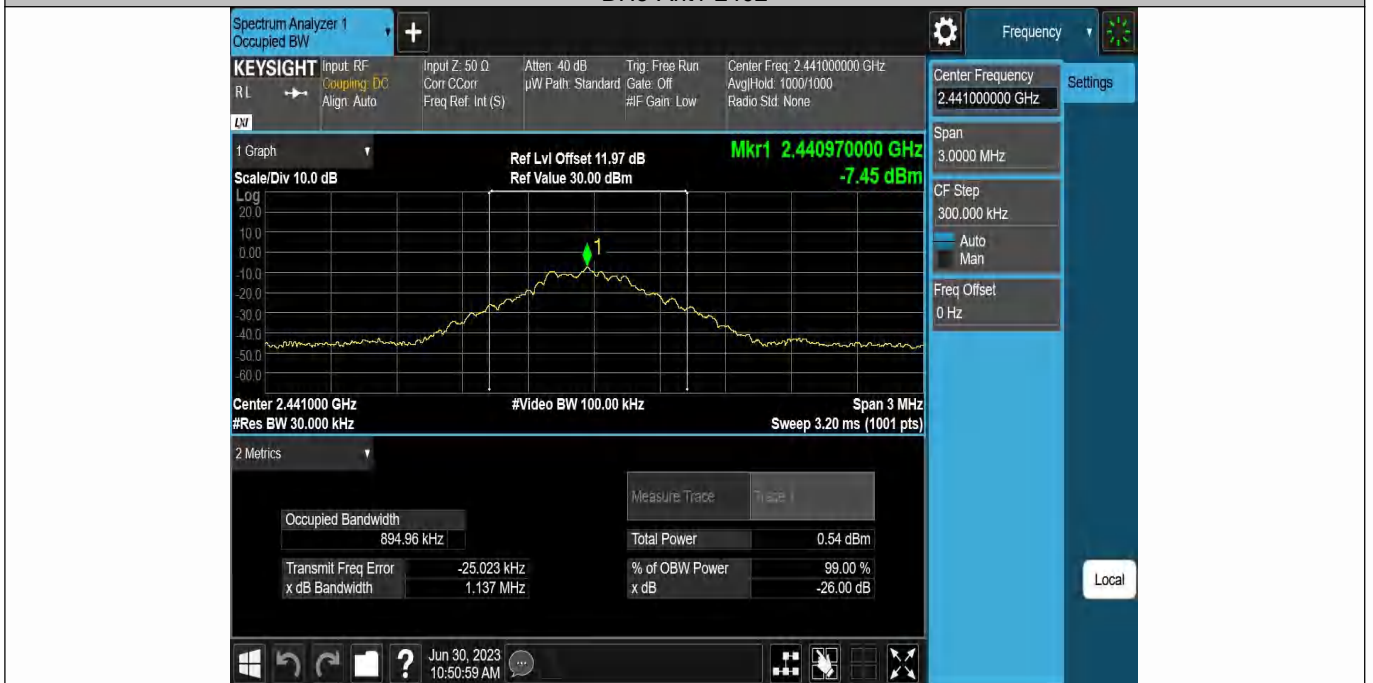 Spectrum Analyzer 1
Occupied BW
Frequency
KEYSIGHT
RL
LXI
Input: RF
Coupling: DC
Align: Auto
Input Z: 50 Ω
Corr CCorr
Freq Ref: Int (S)
Atten: 40 dB
µW Path: Standard
Trig: Free Run
Gate: Off
#IF Gain: Low
Center Freq: 2.441000000 GHz
Avg|Hold: 1000/1000
Radio Std: None
Center Frequency
2.441000000 GHz
Settings
Span
3.0000 MHz
CF Step
300.000 kHz
Auto
Man
Freq Offset
0 Hz
Local
1 Graph
Scale/Div 10.0 dB
Ref Lvl Offset 11.97 dB
Ref Value 30.00 dBm
Mkr1 2.440970000 GHz
-7.45 dBm
Log
20.0
10.0
0.00
-10.0
-20.0
-30.0
-40.0
-50.0
-60.0
1
Center 2.441000 GHz
#Video BW 100.00 kHz
Span 3 MHz
#Res BW 30.000 kHz
Sweep 3.20 ms (1001 pts)
2 Metrics
Measure Trace
Trace 1
Occupied Bandwidth
894.96 kHz
Total Power
0.54 dBm
Transmit Freq Error
-25.023 kHz
% of OBW Power
99.00 %
x dB Bandwidth
1.137 MHz
x dB
-26.00 dB
Jun 30, 2023
10:50:59 AM